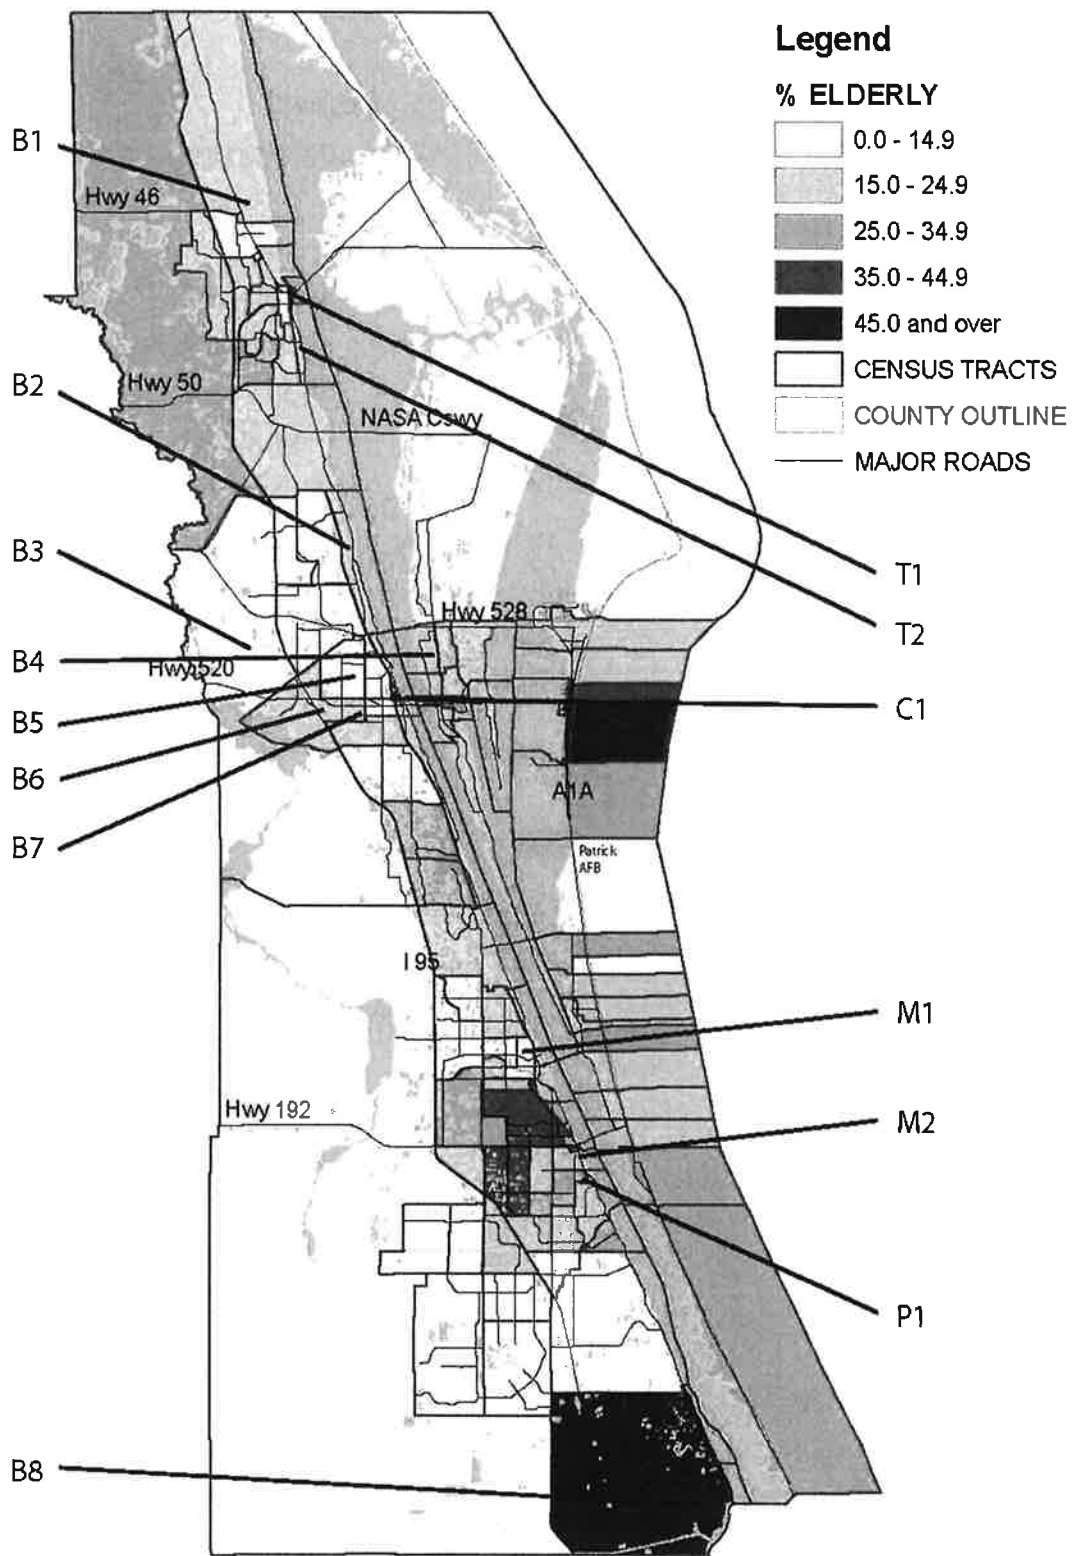 Legend
% ELDERLY
0.0 - 14.9
15.0 - 24.9
25.0 - 34.9
35.0 - 44.9
45.0 and over
CENSUS TRACTS
COUNTY OUTLINE
MAJOR ROADS
B1
Hwy 46
B2
Hwy 50
NASA Cswy
B3
T1
Hwy 528
T2
B4
Hwy 520
C1
B5
B6
A1A
B7
Patrick
AFB
I 95
M1
Hwy 192
M2
P1
B8